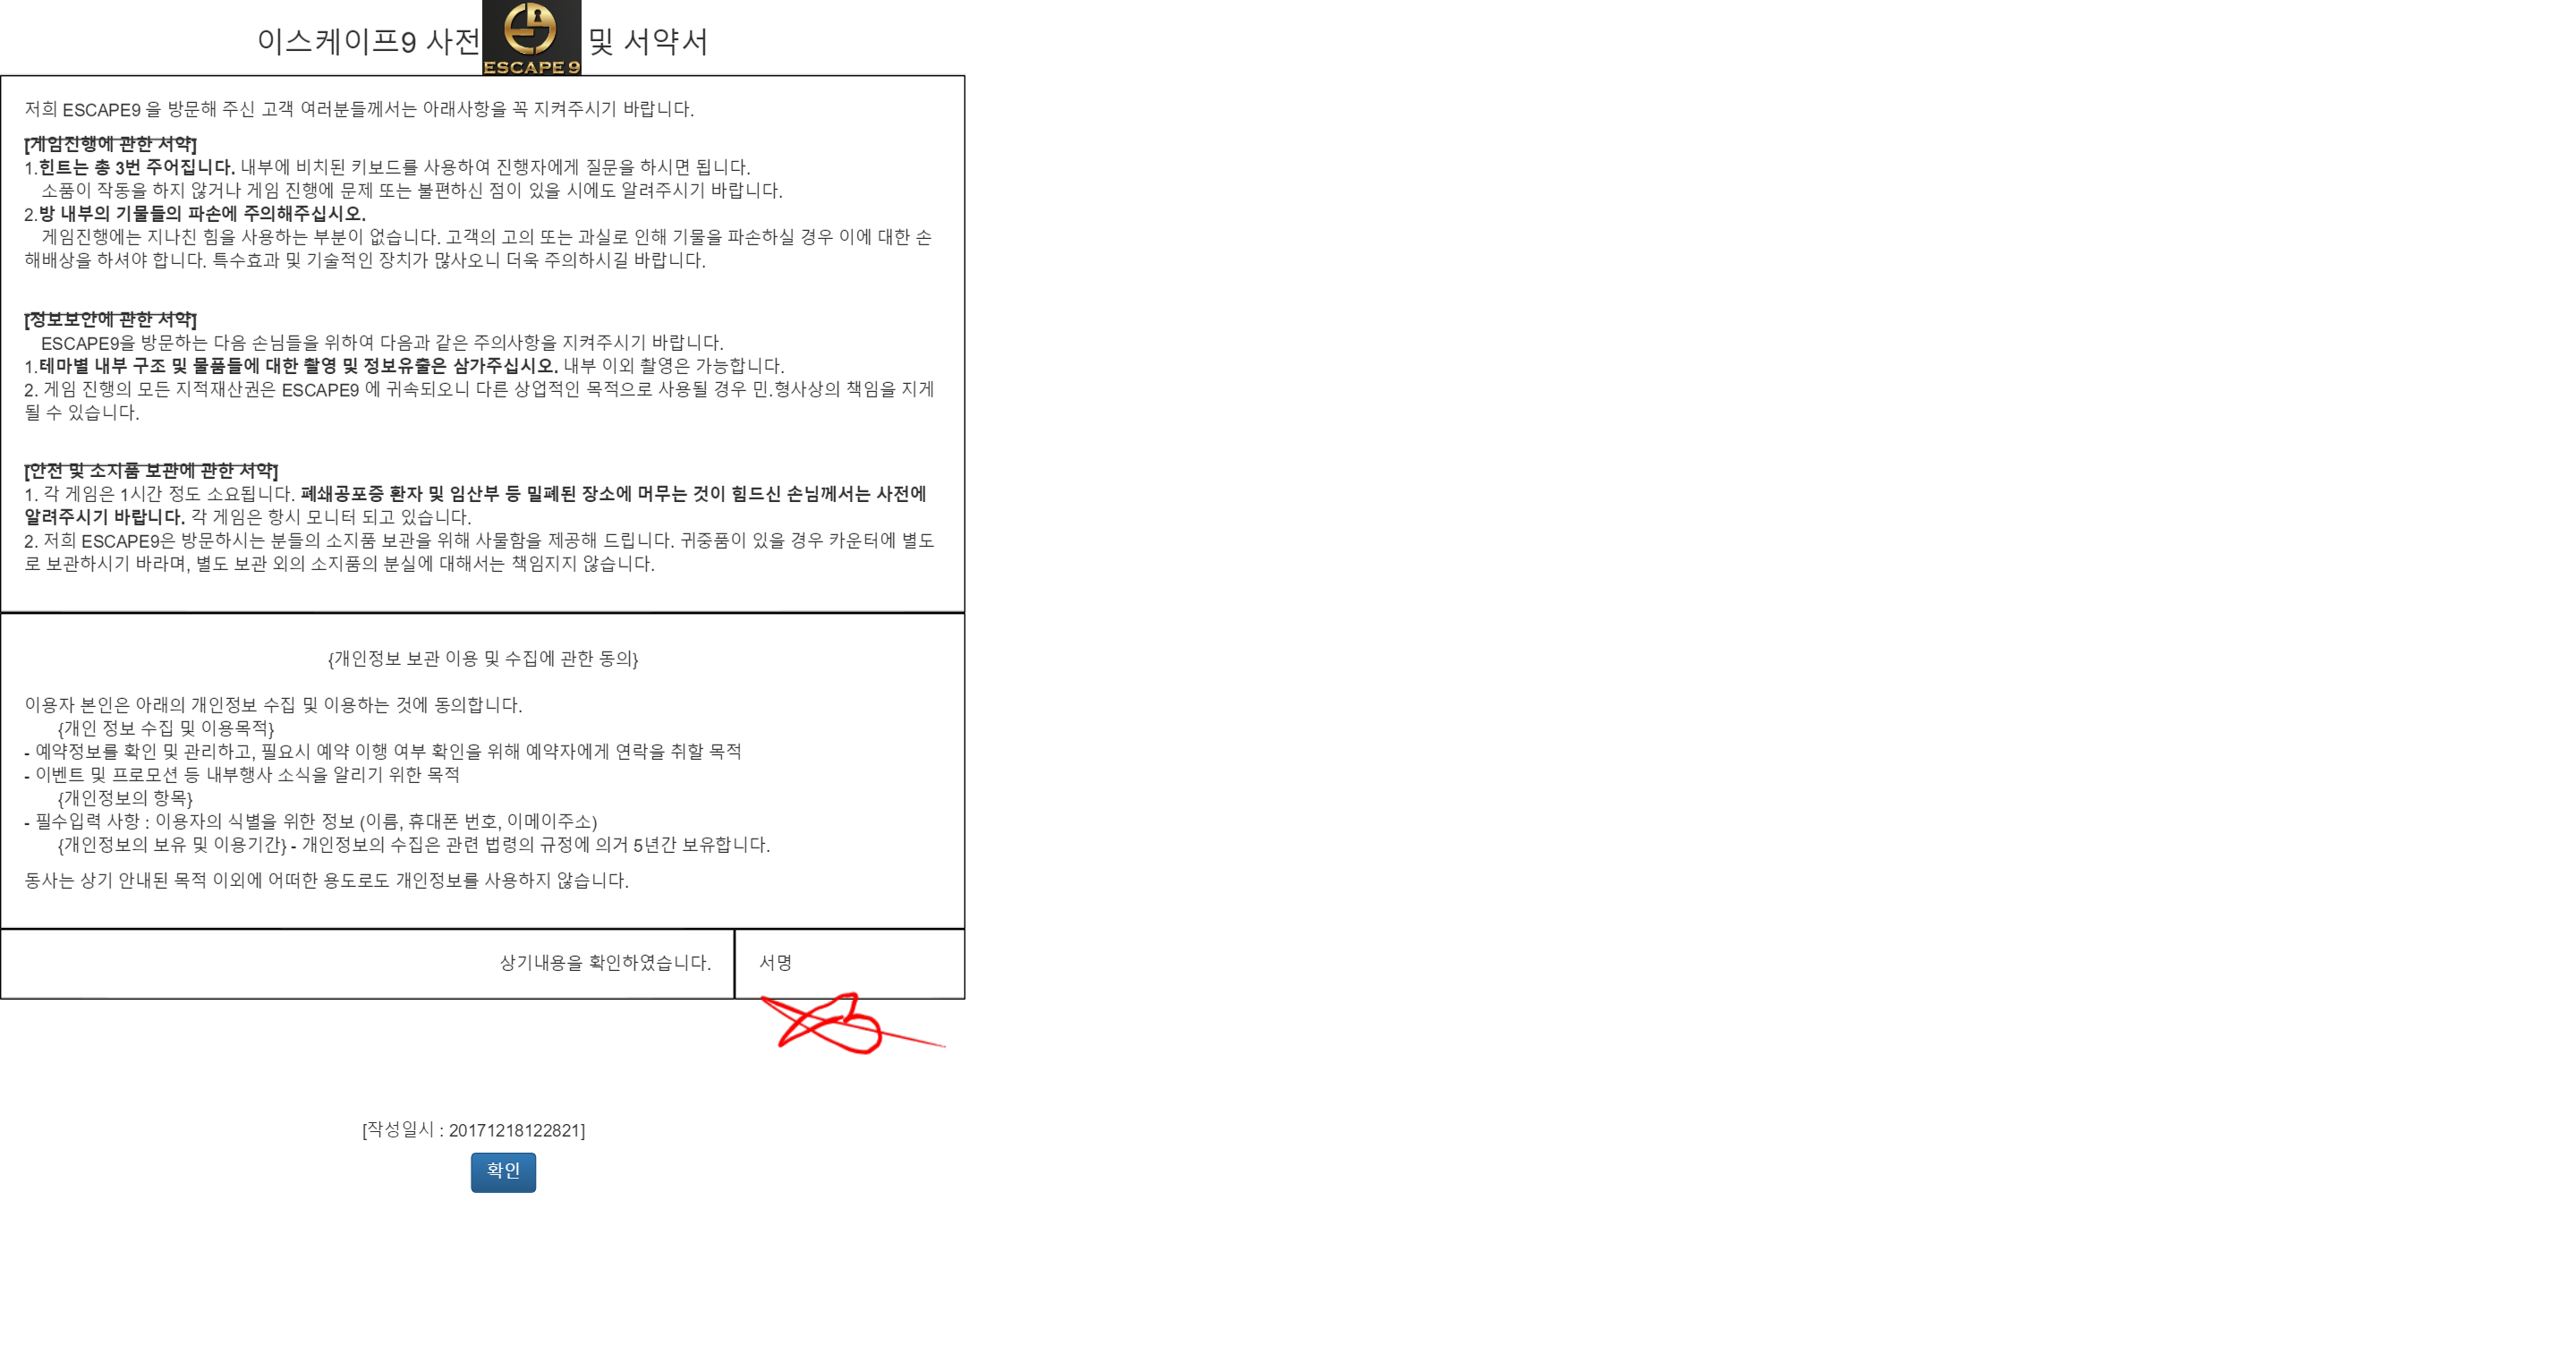 이스케이프9 사전 및 서약서
ESCAPE 9
저희 ESCAPE9 을 방문해 주신 고객 여러분들께서는 아래사항을 꼭 지켜주시기 바랍니다.
[게임진행에 관한 서약]
1.힌트는 총 3번 주어집니다. 내부에 비치된 키보드를 사용하여 진행자에게 질문을 하시면 됩니다.
소품이 작동을 하지 않거나 게임 진행에 문제 또는 불편하신 점이 있을 시에도 알려주시기 바랍니다.
2.방 내부의 기물들의 파손에 주의해주십시오.
게임진행에는 지나친 힘을 사용하는 부분이 없습니다. 고객의 고의 또는 과실로 인해 기물을 파손하실 경우 이에 대한 손
해배상을 하셔야 합니다. 특수효과 및 기술적인 장치가 많사오니 더욱 주의하시길 바랍니다.
[정보보안에 관한 서약]
ESCAPE9을 방문하는 다음 손님들을 위하여 다음과 같은 주의사항을 지켜주시기 바랍니다.
1.테마별 내부 구조 및 물품들에 대한 촬영 및 정보유출은 삼가주십시오. 내부 이외 촬영은 가능합니다.
2. 게임 진행의 모든 지적재산권은 ESCAPE9 에 귀속되오니 다른 상업적인 목적으로 사용될 경우 민.형사상의 책임을 지게
될 수 있습니다.
[안전 및 소지품 보관에 관한 서약]
1. 각 게임은 1시간 정도 소요됩니다. 폐쇄공포증 환자 및 임산부 등 밀폐된 장소에 머무는 것이 힘드신 손님께서는 사전에
알려주시기 바랍니다. 각 게임은 항시 모니터 되고 있습니다.
2. 저희 ESCAPE9은 방문하시는 분들의 소지품 보관을 위해 사물함을 제공해 드립니다. 귀중품이 있을 경우 카운터에 별도
로 보관하시기 바라며, 별도 보관 외의 소지품의 분실에 대해서는 책임지지 않습니다.
{개인정보 보관 이용 및 수집에 관한 동의}
이용자 본인은 아래의 개인정보 수집 및 이용하는 것에 동의합니다.
{개인 정보 수집 및 이용목적}
- 예약정보를 확인 및 관리하고, 필요시 예약 이행 여부 확인을 위해 예약자에게 연락을 취할 목적
- 이벤트 및 프로모션 등 내부행사 소식을 알리기 위한 목적
{개인정보의 항목}
- 필수입력 사항 : 이용자의 식별을 위한 정보 (이름, 휴대폰 번호, 이메이주소)
{개인정보의 보유 및 이용기간} - 개인정보의 수집은 관련 법령의 규정에 의거 5년간 보유합니다.
동사는 상기 안내된 목적 이외에 어떠한 용도로도 개인정보를 사용하지 않습니다.
상기내용을 확인하였습니다.
서명
[작성일시 : 20171218122821]
확인